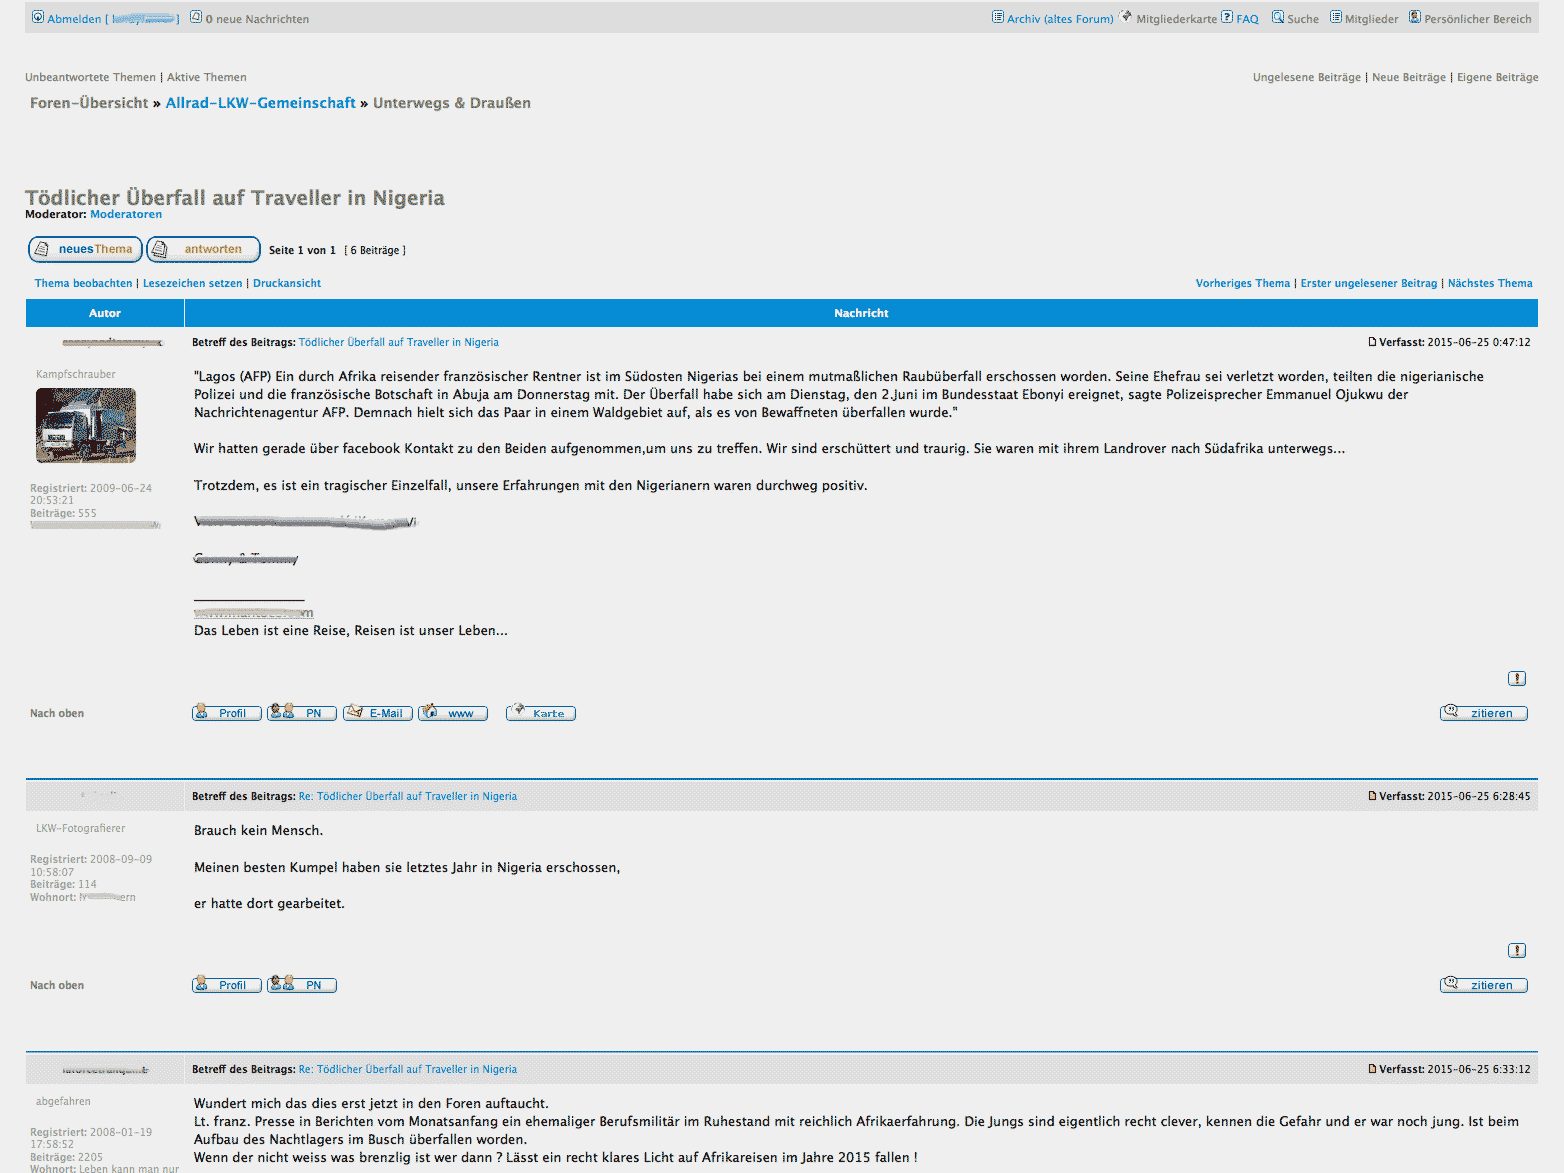 Abmelden [ ] 0 neue Nachrichten Archiv (altes Forum) Mitgliederkarte FAQ Suche Mitglieder Persönlicher Bereich
Unbeantwortete Themen | Aktive Themen Ungelesene Beiträge | Neue Beiträge | Eigene Beiträge
Foren-Übersicht » Allrad-LKW-Gemeinschaft » Unterwegs & Draußen
Tödlicher Überfall auf Traveller in Nigeria
Moderator: Moderatoren
neuesThema antworten Seite 1 von 1 [ 6 Beiträge ]
Thema beobachten | Lesezeichen setzen | Druckansicht Vorheriges Thema | Erster ungelesener Beitrag | Nächstes Thema
Autor Nachricht
Betreff des Beitrags: Tödlicher Überfall auf Traveller in Nigeria Verfasst: 2015-06-25 0:47:12
Kampfschrauber
Registriert: 2009-06-24
20:53:21
Beiträge: 555
"Lagos (AFP) Ein durch Afrika reisender französischer Rentner ist im Südosten Nigerias bei einem mutmaßlichen Raubüberfall erschossen worden. Seine Ehefrau sei verletzt worden, teilten die nigerianische
Polizei und die französische Botschaft in Abuja am Donnerstag mit. Der Überfall habe sich am Dienstag, den 2.Juni im Bundesstaat Ebonyi ereignet, sagte Polizeisprecher Emmanuel Ojukwu der
Nachrichtenagentur AFP. Demnach hielt sich das Paar in einem Waldgebiet auf, als es von Bewaffneten überfallen wurde."
Wir hatten gerade über facebook Kontakt zu den Beiden aufgenommen,um uns zu treffen. Wir sind erschüttert und traurig. Sie waren mit ihrem Landrover nach Südafrika unterwegs...
Trotzdem, es ist ein tragischer Einzelfall, unsere Erfahrungen mit den Nigerianern waren durchweg positiv.
Das Leben ist eine Reise, Reisen ist unser Leben...
Nach oben Profil PN E-Mail www Karte zitieren
Betreff des Beitrags: Re: Tödlicher Überfall auf Traveller in Nigeria Verfasst: 2015-06-25 6:28:45
LKW-Fotografierer
Registriert: 2008-09-09
10:58:07
Beiträge: 114
Wohnort:
Brauch kein Mensch.
Meinen besten Kumpel haben sie letztes Jahr in Nigeria erschossen,
er hatte dort gearbeitet.
Nach oben Profil PN zitieren
Betreff des Beitrags: Re: Tödlicher Überfall auf Traveller in Nigeria Verfasst: 2015-06-25 6:33:12
abgefahren
Registriert: 2008-01-19
17:58:52
Beiträge: 2205
Wohnort: Leben kann man nur
Wundert mich das dies erst jetzt in den Foren auftaucht.
Lt. franz. Presse in Berichten vom Monatsanfang ein ehemaliger Berufsmilitär im Ruhestand mit reichlich Afrikaerfahrung. Die Jungs sind eigentlich recht clever, kennen die Gefahr und er war noch jung. Ist beim
Aufbau des Nachtlagers im Busch überfallen worden.
Wenn der nicht weiss was brenzlig ist wer dann ? Lässt ein recht klares Licht auf Afrikareisen im Jahre 2015 fallen !